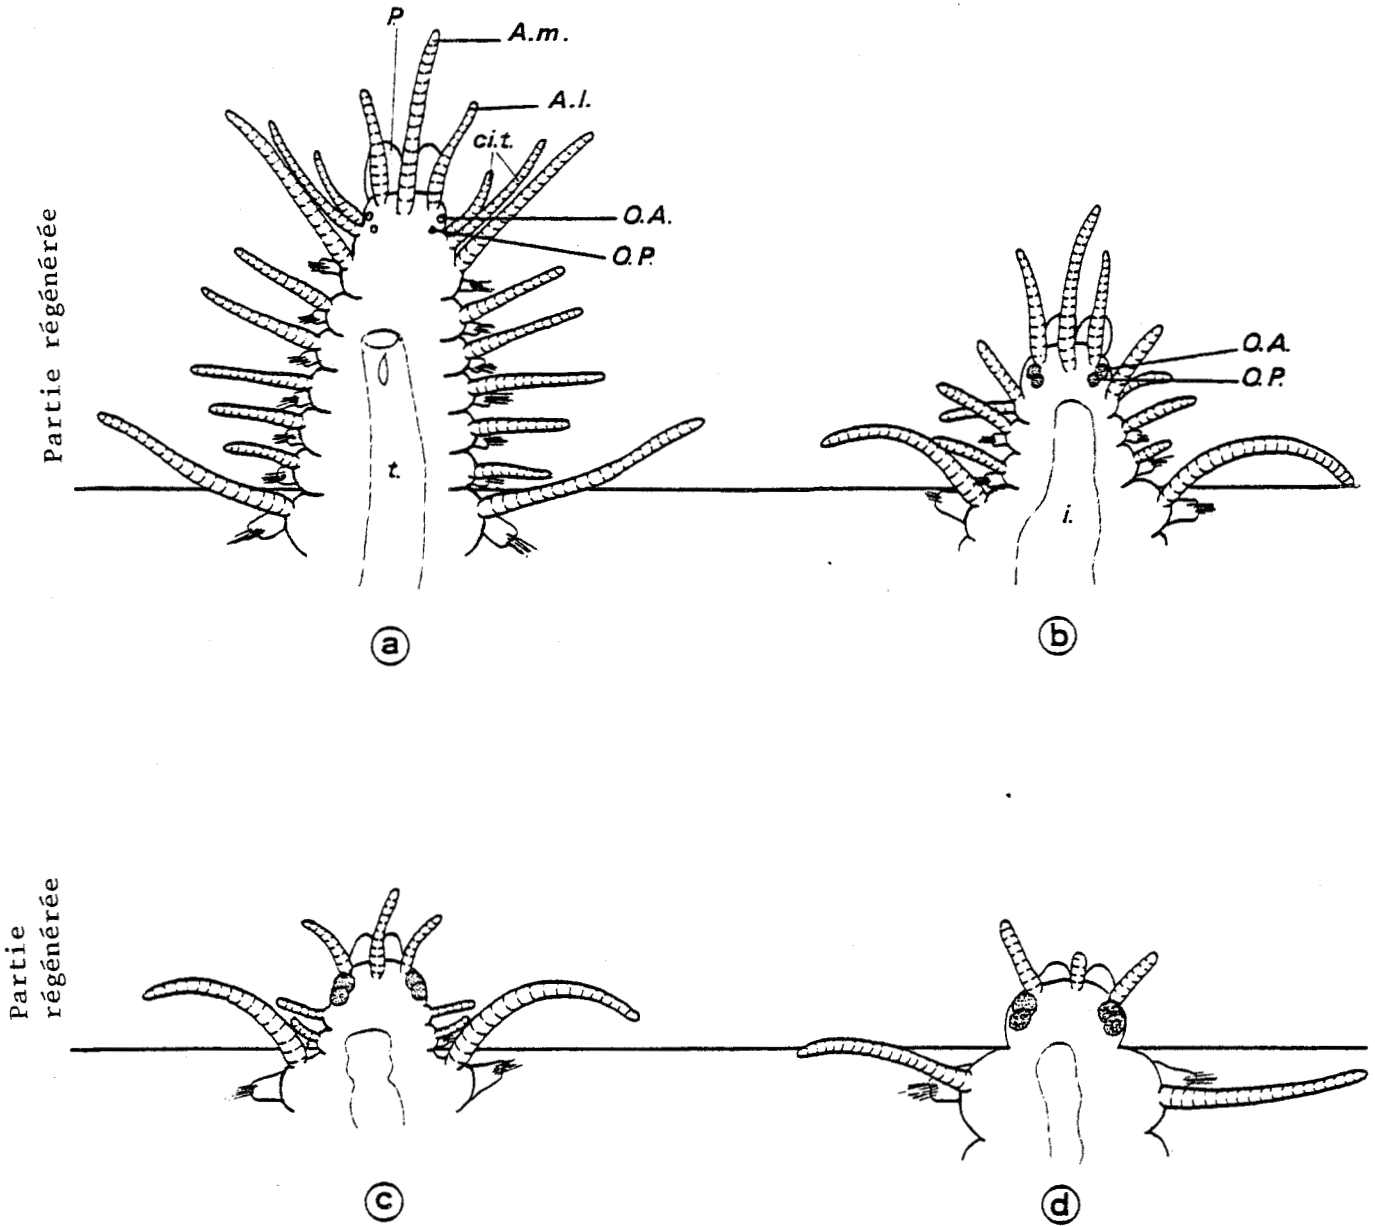 P.
A.m.
A.l.
ci.t.
O.A.
O.P.
t.
Partie régénérée
a
O.A.
O.P.
i.
b
Partie
régénérée
c
d